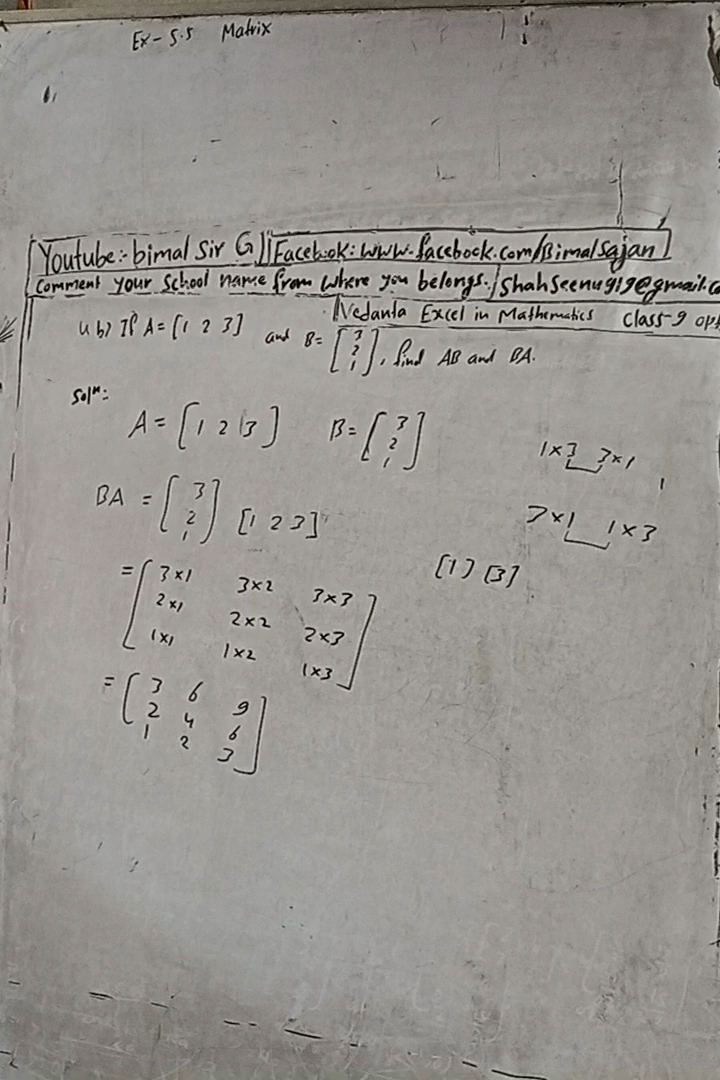 Ex-5.5 Matrix
Youtube:- bimal Sir G || Facebook: www.facebook.com/Bimalsajan
Comment your School name from where you belongs. / shahseenu919@gmail.co
Vedanta Excel in Mathematics Class-9 opt
4 b) If A = [1 2 3] and B = [3 2 1], find AB and BA.
Solⁿ:
A = [1 2 3] B = [3 2 1]
1×3 3×1
BA = [3 2 1] [1 2 3]
3×1 1×3
[1] [3]
= [3×1 3×2 3×3
2×1 2×2 2×3
1×1 1×2 1×3]
= [3 6 9
2 4 6
1 2 3]